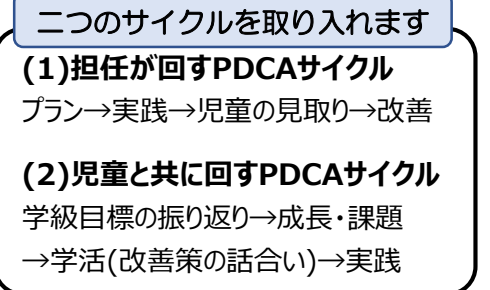 二つのサイクルを取り入れます
(1)担任が回すPDCAサイクル
プラン→実践→児童の見取り→改善
(2)児童と共に回すPDCAサイクル
学級目標の振り返り→成長・課題
→学活(改善策の話合い)→実践